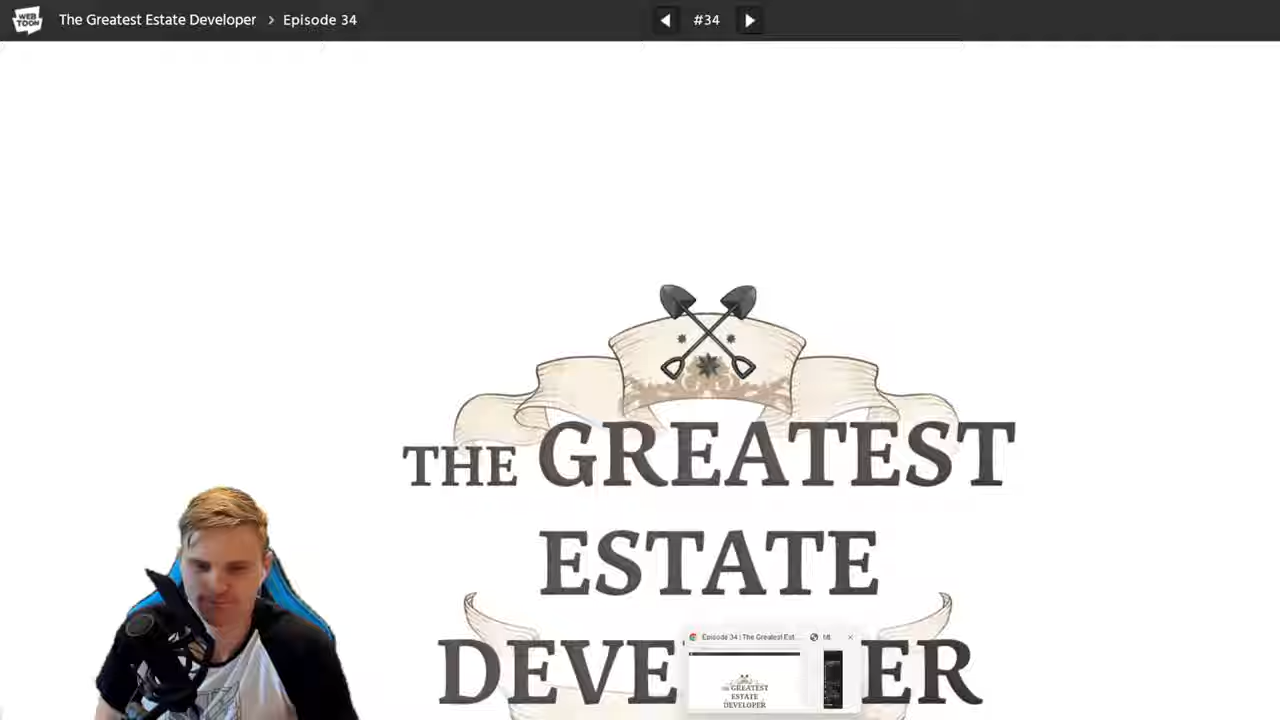 WEB
TOON
The Greatest Estate Developer > Episode 34
#34
THE GREATEST
ESTATE
DEVE ER
Episode 34 | The Greatest Est...
THE GREATEST
ESTATE
DEVELOPER